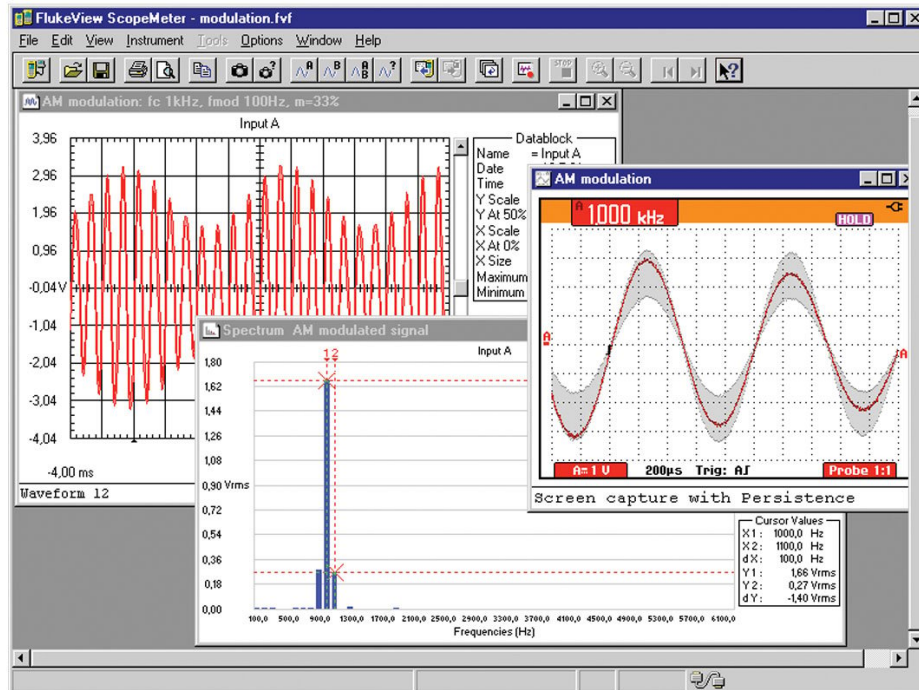 FlukeView ScopeMeter - modulation.fvf
File Edit View Instrument Tools Options Window Help
STOP
AM modulation: fc 1kHz, fmod 100Hz, m=33%
Input A
3,96
2,96
1,96
0,96
-0,04 V
-1,04
-2,04
-3,04
-4,04
-4,00 ms
Waveform 12
Datablock
Name = Input A
Date
Time
Y Scale
Y At 50%
X Scale
X At 0%
X Size
Maximum
Minimum
AM modulation
A 1.000 kHz
HOLD
A
A
A= 1 V 200µs Trig: A Probe 1:1
Screen capture with Persistence
Spectrum AM modulated signal
Input A
12
1,80
1,62
1,44
1,26
1,08
0,90 Vrms
0,72
0,54
0,36
0,18
0,00
100,0 500,0 900,0 1300,0 1700,0 2100,0 2500,0 2900,0 3300,0 3700,0 4100,0 4500,0 4900,0 5300,0 5700,0 6100,0
Frequencies (Hz)
Cursor Values
X1: 1000,0 Hz
X2: 1100,0 Hz
dX: 100,0 Hz
Y1: 1,66 Vrms
Y2: 0,27 Vrms
dY: -1,40 Vrms